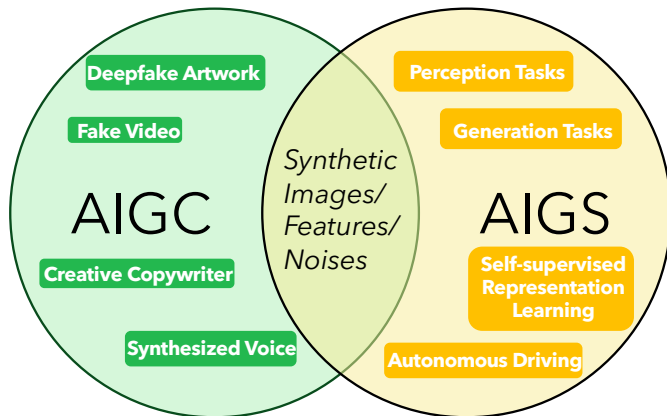 Deepfake Artwork
Fake Video
AIGC
Creative Copywriter
Synthesized Voice
Synthetic
Images/
Features/
Noises
Perception Tasks
Generation Tasks
AIGS
Self-supervised
Representation
Learning
Autonomous Driving